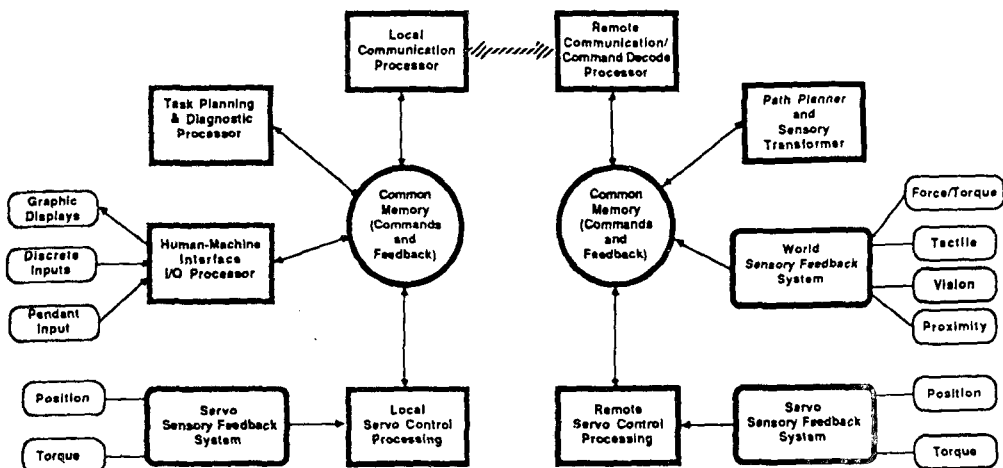 Local
Communication
Processor
Remote
Communication/
Command Decode
Processor
Task Planning
& Diagnostic
Processor
Path Planner
and
Sensory
Transformer
Common
Memory
(Commands
and
Feedback)
Common
Memory
(Commands
and
Feedback)
Graphic
Displays
Discrete
Inputs
Pendant
Input
Human-Machine
Interface
I/O Processor
World
Sensory Feedback
System
Force/Torque
Tactile
Vision
Proximity
Position
Torque
Servo
Sensory Feedback
System
Local
Servo Control
Processing
Remote
Servo Control
Processing
Servo
Sensory Feedback
System
Position
Torque